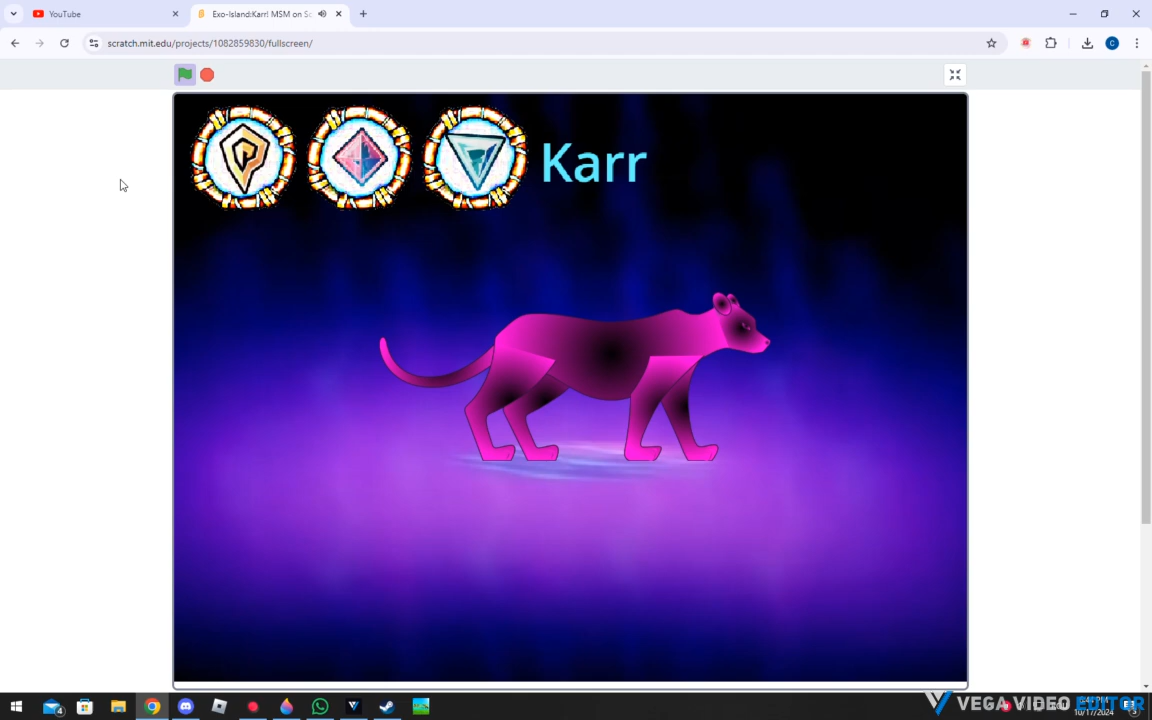 YouTube
Exo-Island:Karr! MSM on Sc
scratch.mit.edu/projects/1082859830/fullscreen/
C
Karr
4
10/17/2024
VEGA VIDEO EDITOR